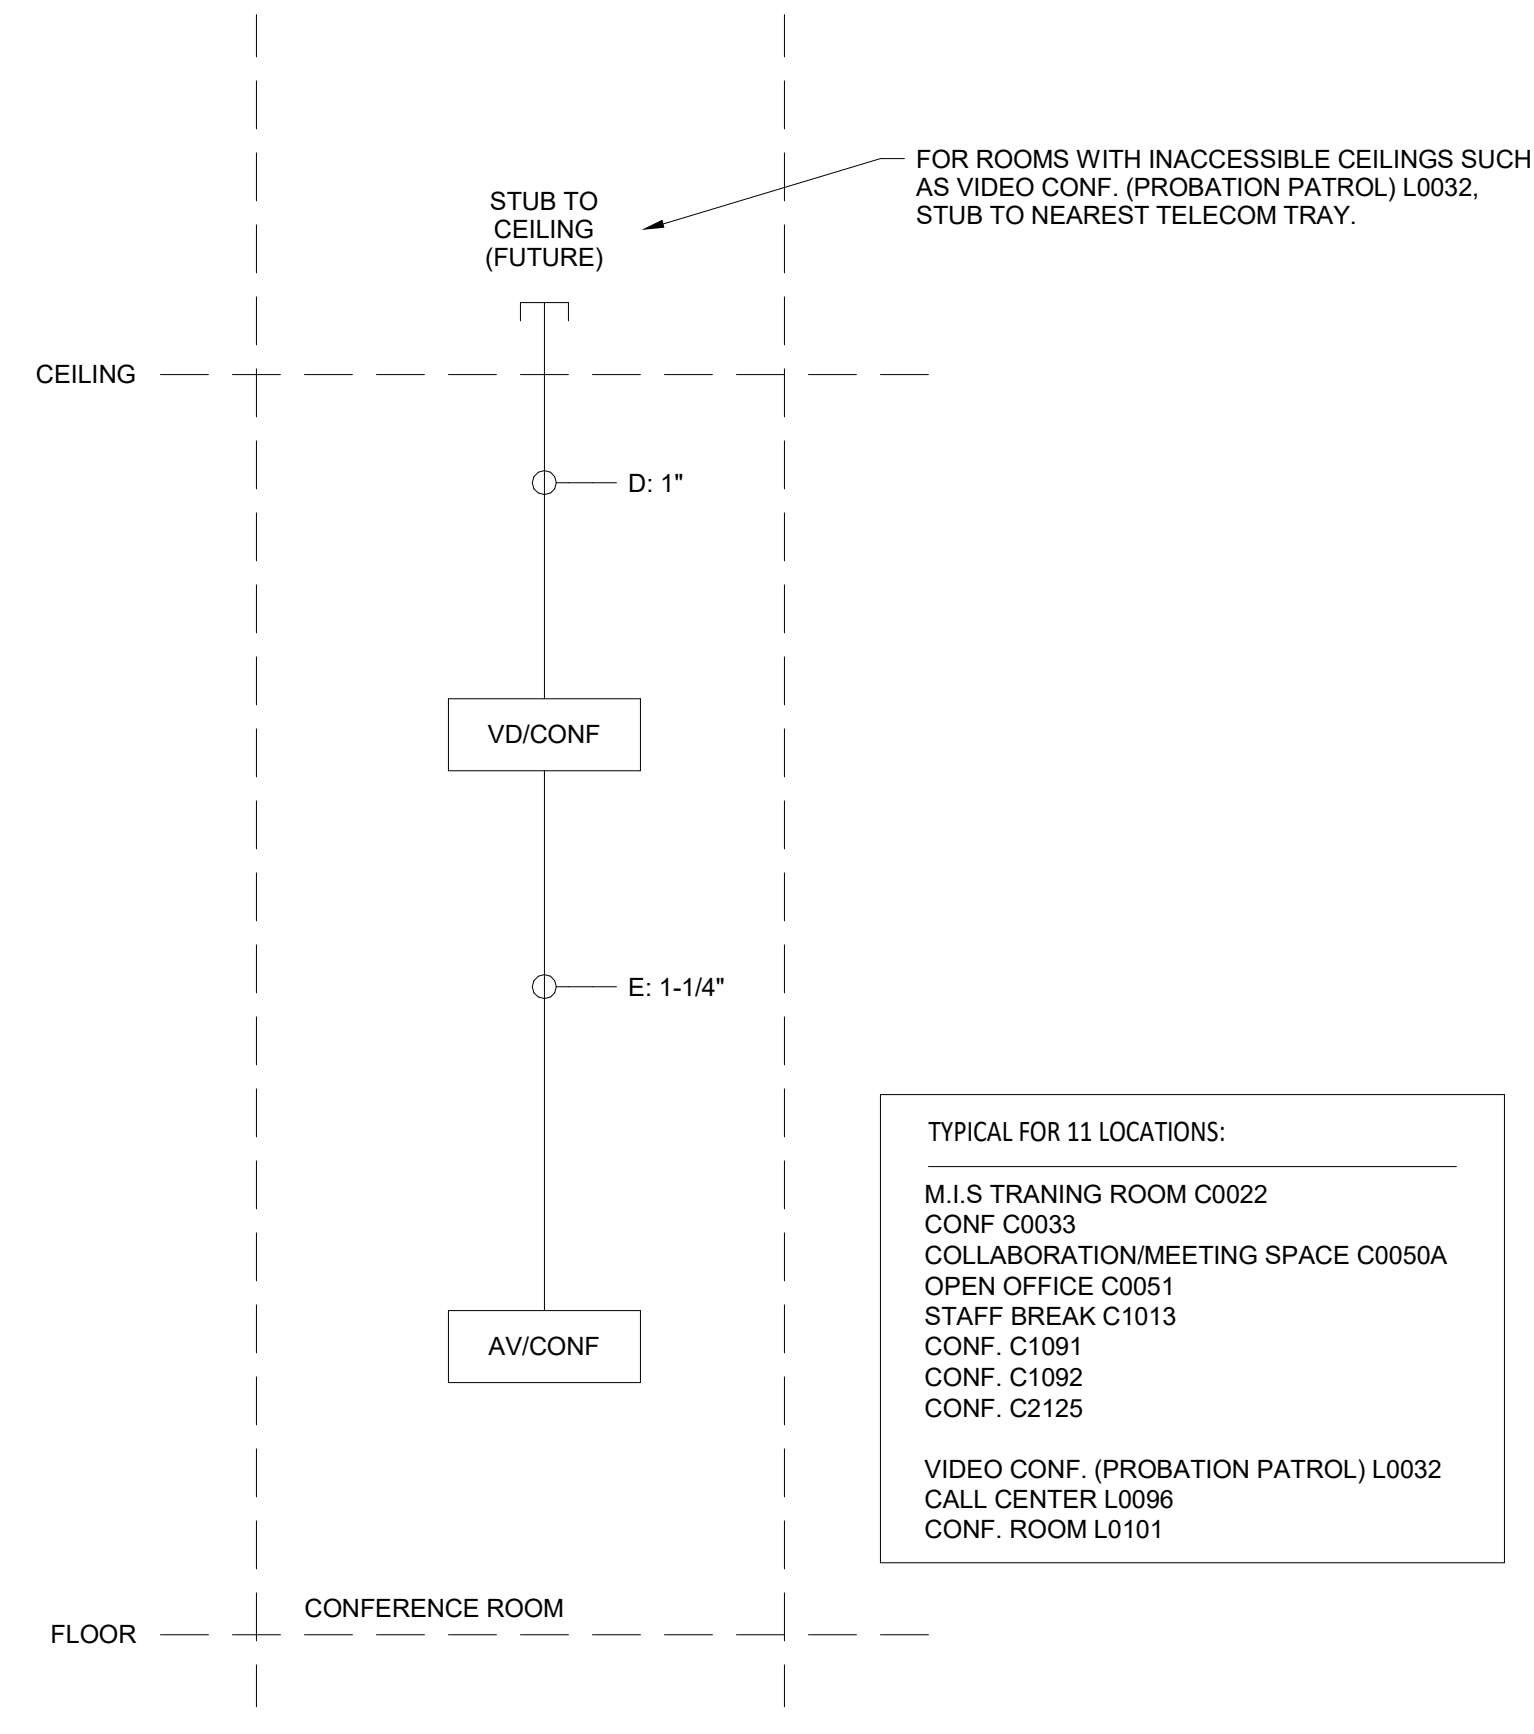 FOR ROOMS WITH INACCESSIBLE CEILINGS SUCH
AS VIDEO CONF. (PROBATION PATROL) L0032,
STUB TO NEAREST TELECOM TRAY.
STUB TO
CEILING
(FUTURE)
CEILING
D: 1"
VD/CONF
E: 1-1/4"
AV/CONF
TYPICAL FOR 11 LOCATIONS:
M.I.S TRANING ROOM C0022
CONF C0033
COLLABORATION/MEETING SPACE C0050A
OPEN OFFICE C0051
STAFF BREAK C1013
CONF. C1091
CONF. C1092
CONF. C2125
VIDEO CONF. (PROBATION PATROL) L0032
CALL CENTER L0096
CONF. ROOM L0101
CONFERENCE ROOM
FLOOR